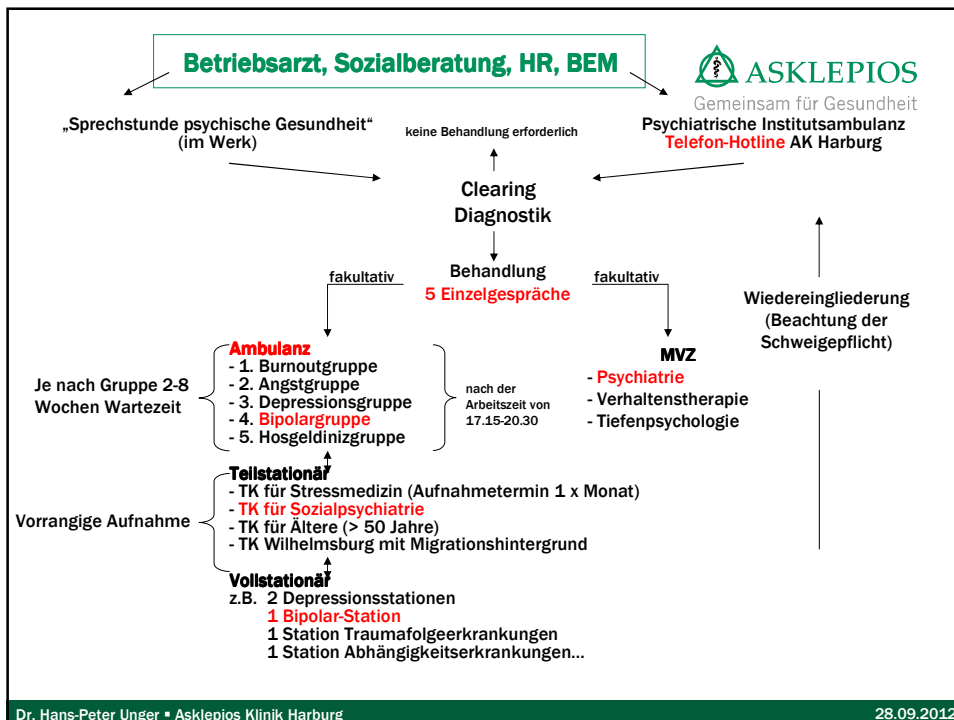 Betriebsarzt, Sozialberatung, HR, BEM
ASKLEPIOS
Gemeinsam für Gesundheit
„Sprechstunde psychische Gesundheit“
(im Werk)
keine Behandlung erforderlich
Psychiatrische Institutsambulanz
Telefon-Hotline AK Harburg
Clearing
Diagnostik
fakultativ
Behandlung
5 Einzelgespräche
fakultativ
Wiedereingliederung
(Beachtung der
Schweigepflicht)
Je nach Gruppe 2-8
Wochen Wartezeit
Ambulanz
- 1. Burnoutgruppe
- 2. Angstgruppe
- 3. Depressionsgruppe
- 4. Bipolargruppe
- 5. Hosgeldinizgruppe
nach der
Arbeitszeit von
17.15-20.30
MVZ
- Psychiatrie
- Verhaltenstherapie
- Tiefenpsychologie
Vorrangige Aufnahme
Teilstationär
- TK für Stressmedizin (Aufnahmetermin 1 x Monat)
- TK für Sozialpsychiatrie
- TK für Ältere (> 50 Jahre)
- TK Wilhelmsburg mit Migrationshintergrund
Vollstationär
z.B. 2 Depressionsstationen
1 Bipolar-Station
1 Station Traumafolgeerkrankungen
1 Station Abhängigkeitserkrankungen...
Dr. Hans-Peter Unger ▪ Asklepios Klinik Harburg
28.09.2012